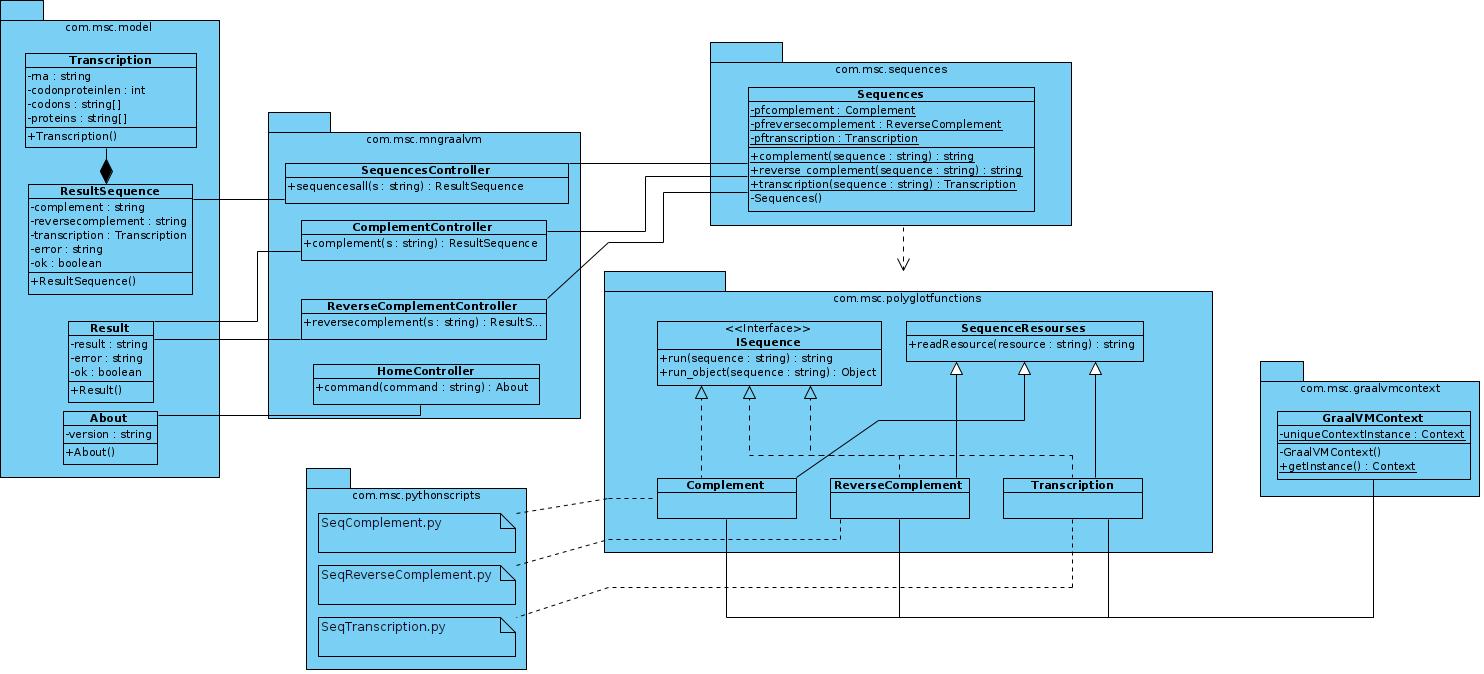 com.msc.model
Transcription
-rna : string
-codonproteinlen : int
-codons : string[]
-proteins : string[]
+Transcription()
ResultSequence
-complement : string
-reversecomplement : string
-transcription : Transcription
-error : string
-ok : boolean
+ResultSequence()
Result
-result : string
-error : string
-ok : boolean
+Result()
About
-version : string
+About()
com.msc.mngraalvm
SequencesController
+sequencesall(s : string) : ResultSequence
ComplementController
+complement(s : string) : ResultSequence
ReverseComplementController
+reversecomplement(s : string) : ResultS...
HomeController
+command(command : string) : About
com.msc.sequences
Sequences
-pfcomplement : Complement
-pfreversecomplement : ReverseComplement
-pftranscription : Transcription
+complement(sequence : string) : string
+reverse_complement(sequence : string) : string
+transcription(sequence : string) : Transcription
-Sequences()
com.msc.polyglotfunctions
<<Interface>>
ISequence
+run(sequence : string) : string
+run_object(sequence : string) : Object
SequenceResourses
+readResource(resource : string) : string
Complement
ReverseComplement
Transcription
com.msc.graalvmcontext
GraalVMContext
-uniqueContextInstance : Context
-GraalVMContext()
+getInstance() : Context
com.msc.pythonscripts
SeqComplement.py
SeqReverseComplement.py
SeqTranscription.py